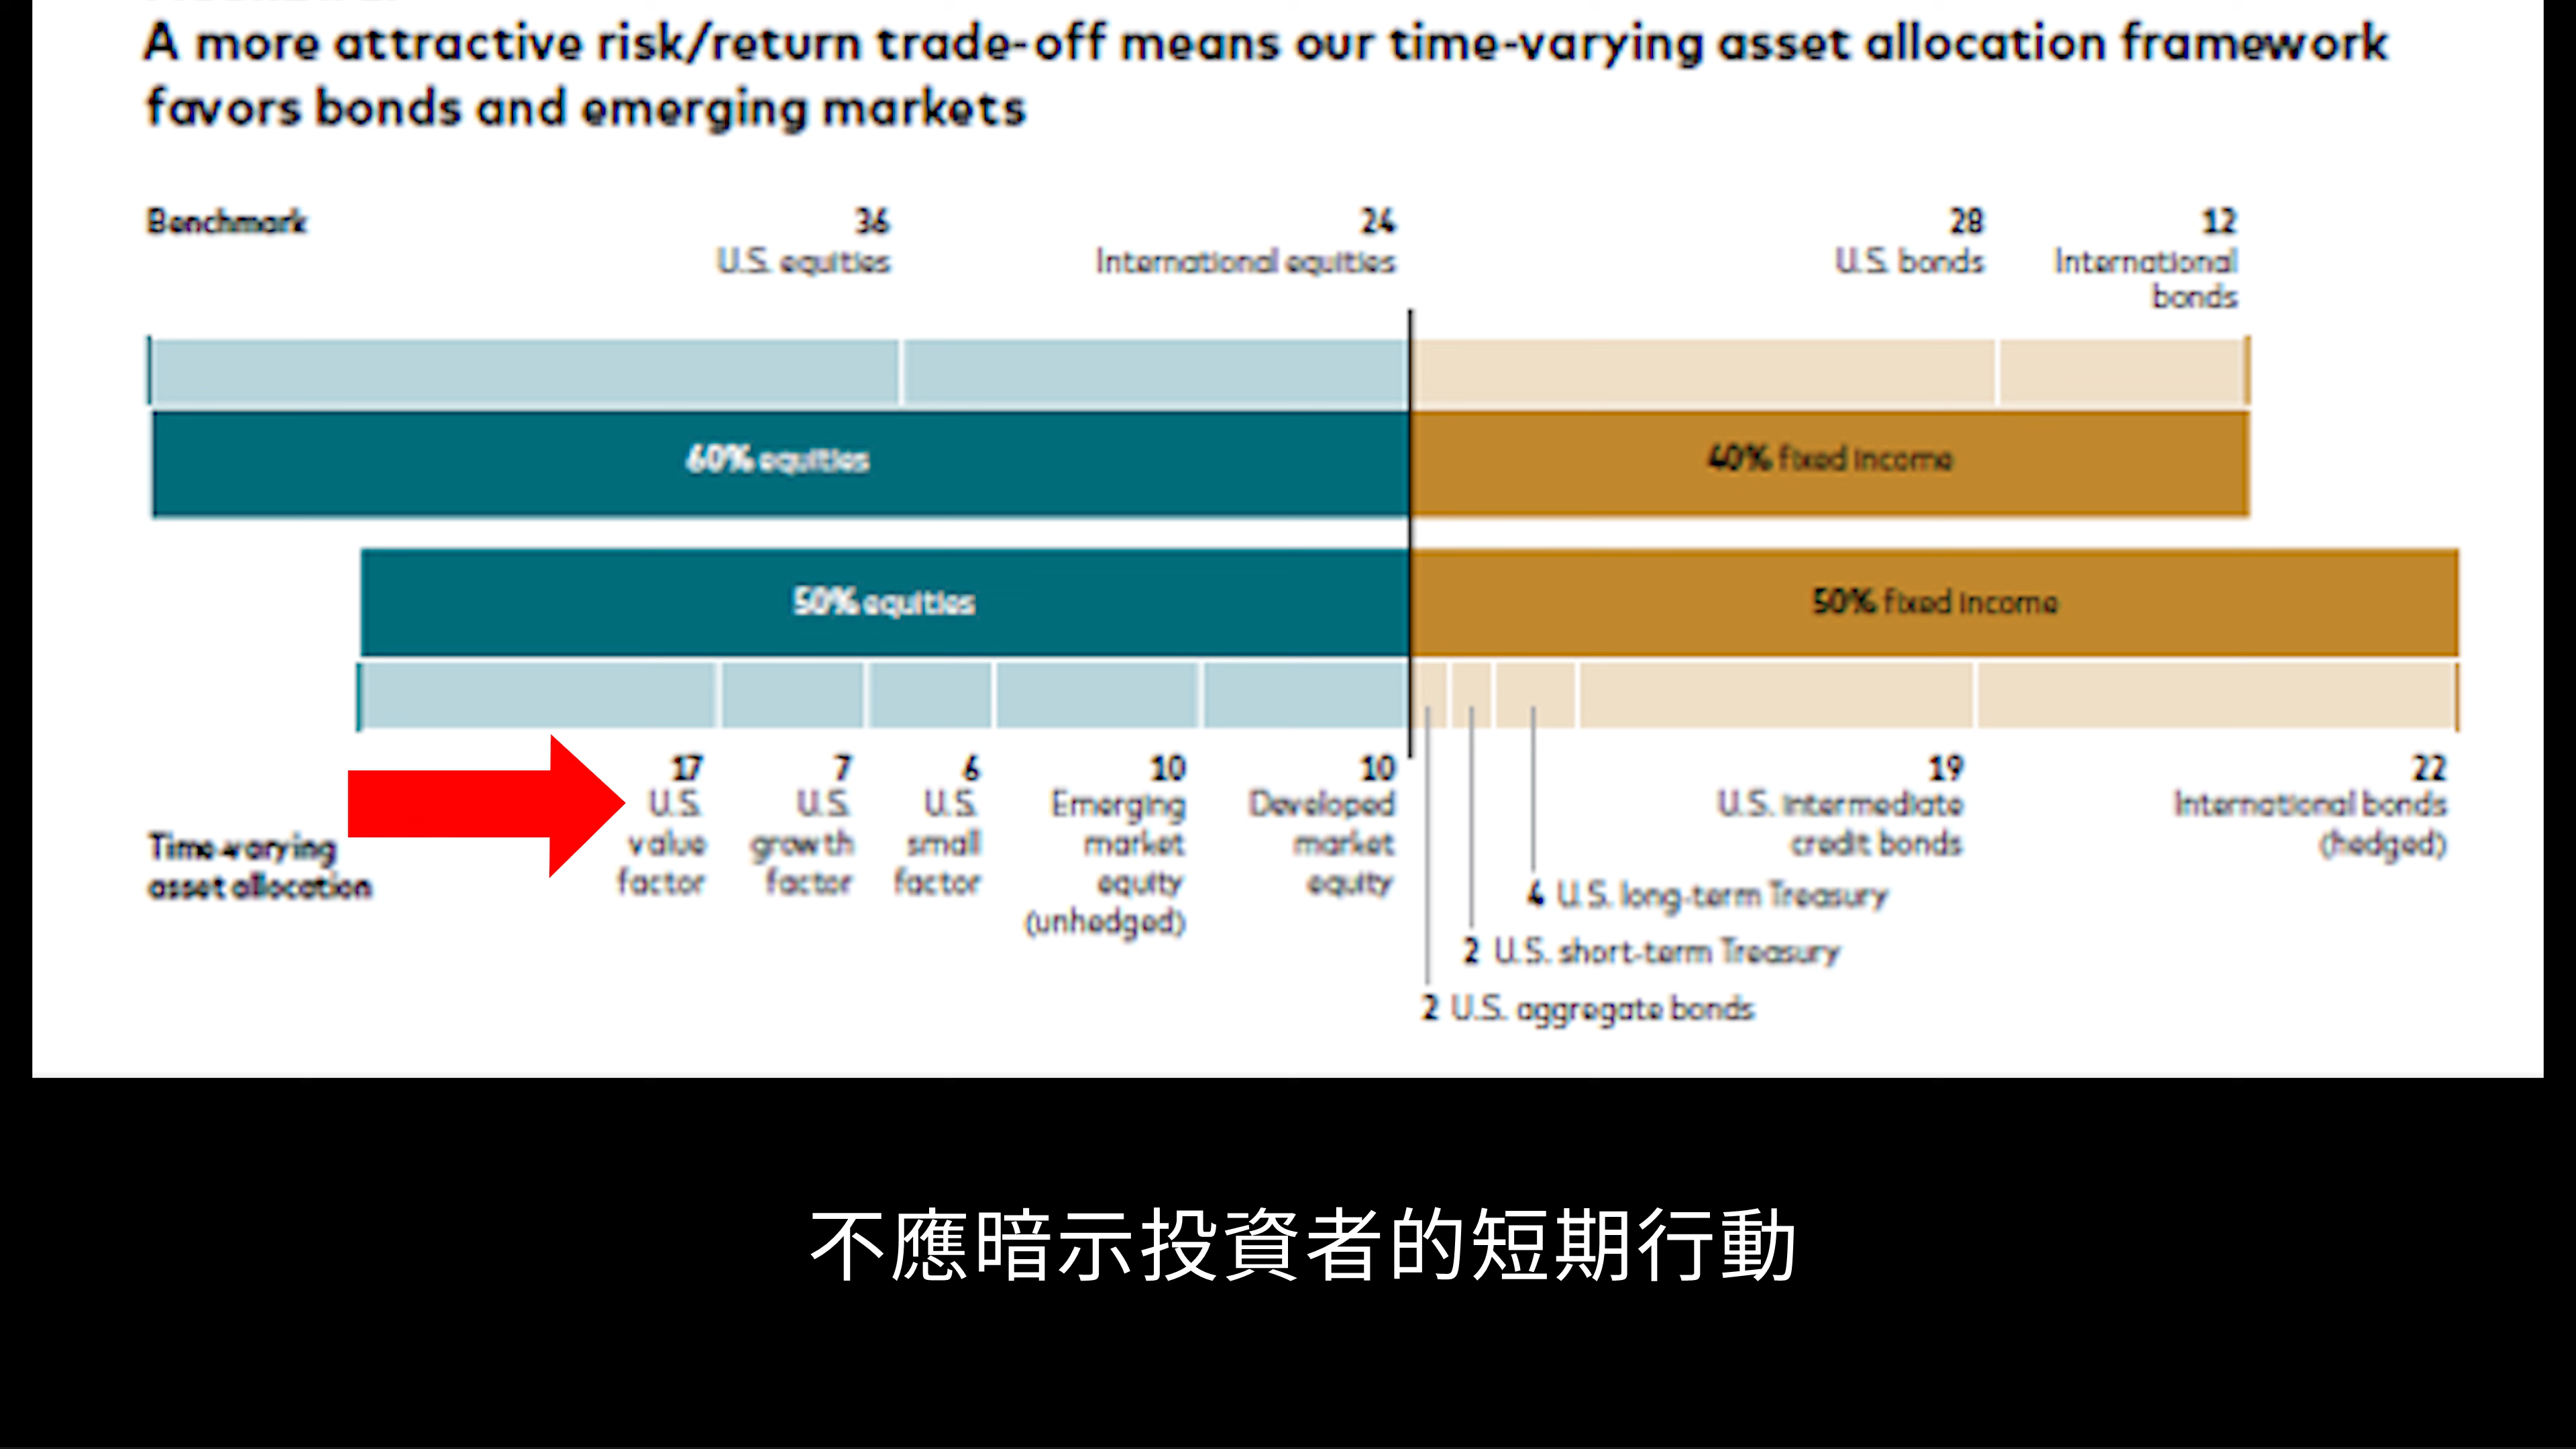 A more attractive risk/return trade-off means our time-varying asset allocation framework
favors bonds and emerging markets
Benchmark
36
U.S. equities
24
International equities
28
U.S. bonds
12
International
bonds
60% equities
40% fixed income
50% equities
50% fixed income
Time-varying
asset allocation
17
U.S.
value
factor
7
U.S.
growth
factor
6
U.S.
small
factor
10
Emerging
market
equity
(unhedged)
10
Developed
market
equity
2 U.S. aggregate bonds
2 U.S. short-term Treasury
4 U.S. long-term Treasury
19
U.S. intermediate
credit bonds
22
International bonds
(hedged)
不應暗示投資者的短期行動